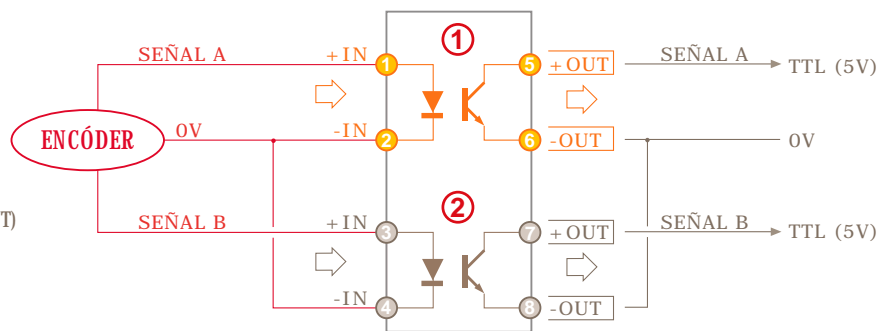 1
SEÑAL A +IN 1 5 +OUT SEÑAL A TTL (5V)
ENCÓDER 0V -IN 2 6 -OUT 0V
2
T) SEÑAL B +IN 3 7 +OUT SEÑAL B TTL (5V)
-IN 4 8 -OUT